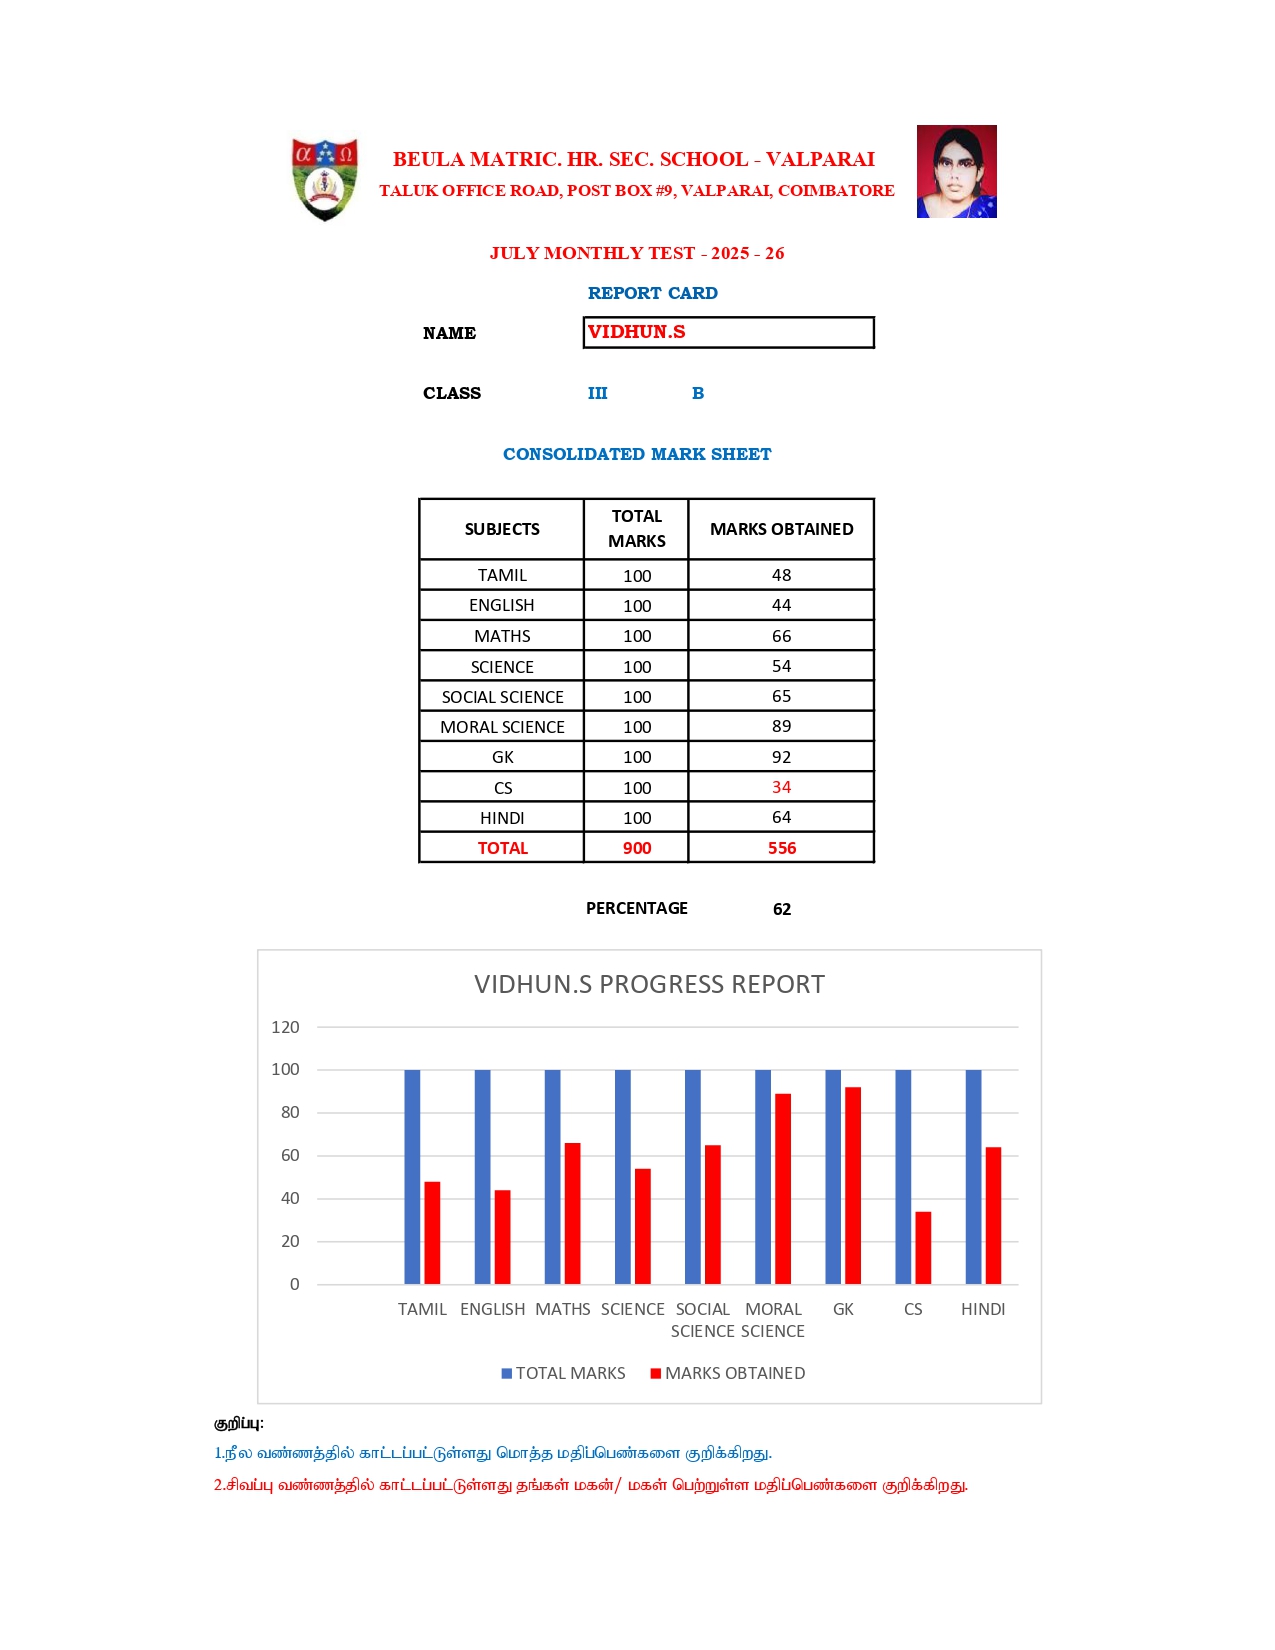 α Ω
BEULA MATRIC. HR. SEC. SCHOOL - VALPARAI
TALUK OFFICE ROAD, POST BOX #9, VALPARAI, COIMBATORE
JULY MONTHLY TEST - 2025 - 26
REPORT CARD
NAME VIDHUN.S
CLASS III B
CONSOLIDATED MARK SHEET
SUBJECTS TOTAL MARKS MARKS OBTAINED
TAMIL 100 48
ENGLISH 100 44
MATHS 100 66
SCIENCE 100 54
SOCIAL SCIENCE 100 65
MORAL SCIENCE 100 89
GK 100 92
CS 100 34
HINDI 100 64
TOTAL 900 556
PERCENTAGE 62
VIDHUN.S PROGRESS REPORT
120
100
80
60
40
20
0
TAMIL ENGLISH MATHS SCIENCE SOCIAL SCIENCE MORAL SCIENCE GK CS HINDI
TOTAL MARKS MARKS OBTAINED
குறிப்பு:
1.நீல வண்ணத்தில் காட்டப்பட்டுள்ளது மொத்த மதிப்பெண்களை குறிக்கிறது.
2.சிவப்பு வண்ணத்தில் காட்டப்பட்டுள்ளது தங்கள் மகன்/ மகள் பெற்றுள்ள மதிப்பெண்களை குறிக்கிறது.